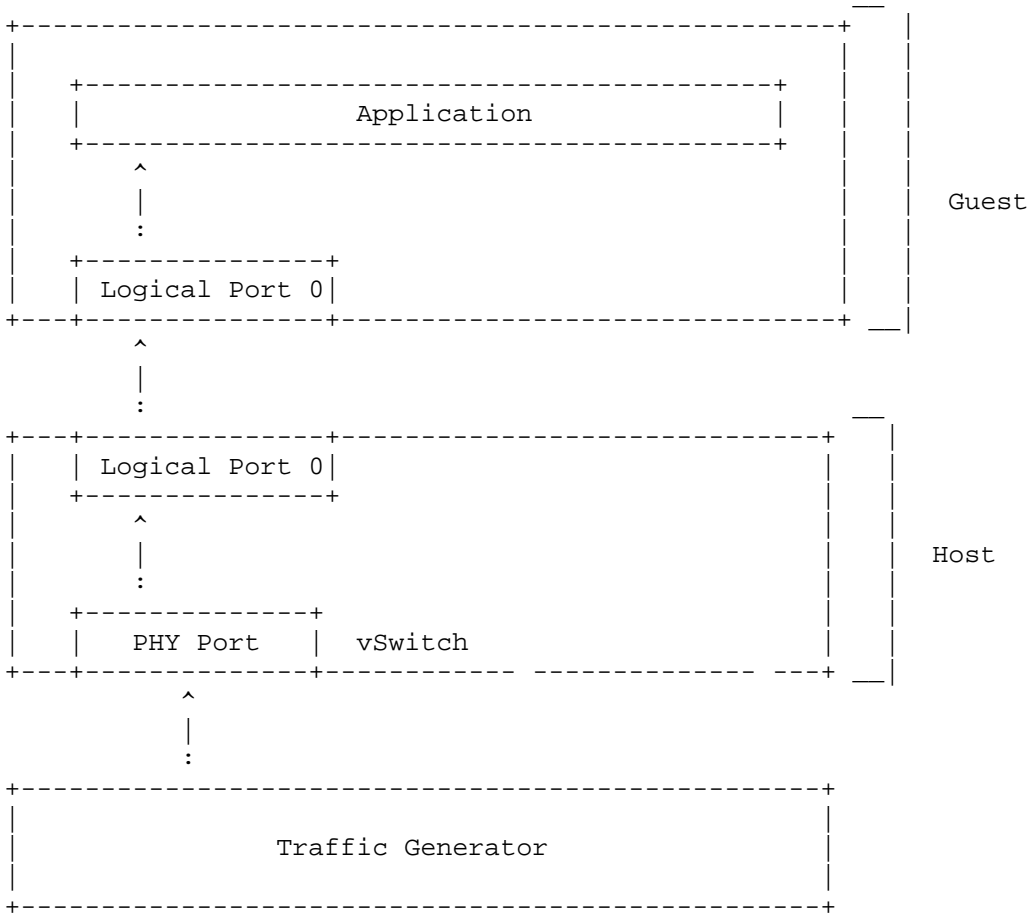 Application
Guest
Logical Port 0
Logical Port 0
Host
PHY Port vSwitch
Traffic Generator